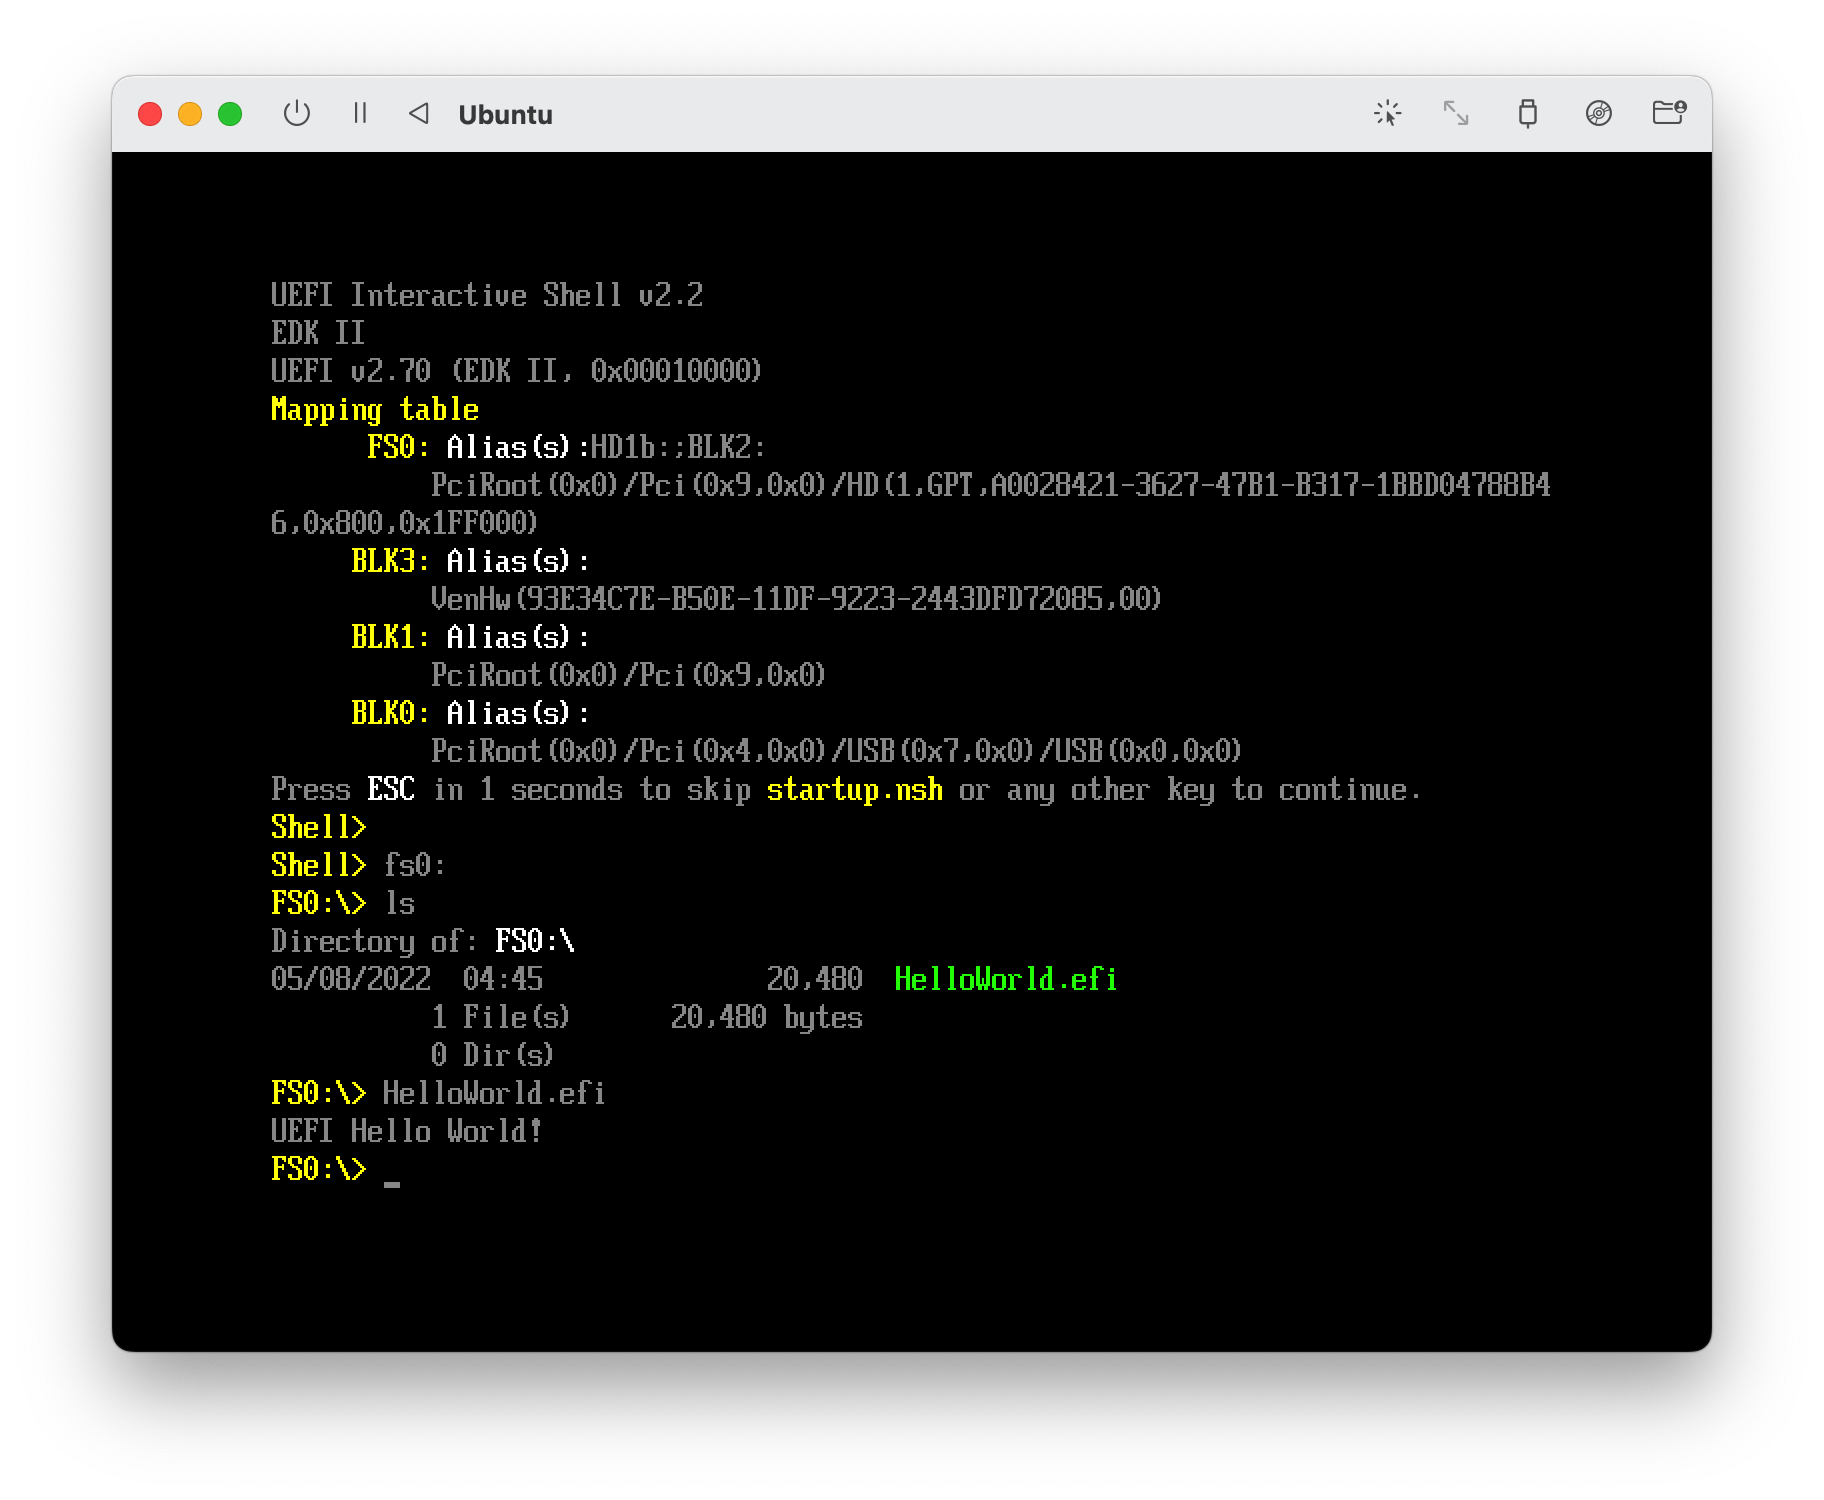 Ubuntu
UEFI Interactive Shell v2.2
EDK II
UEFI v2.70 (EDK II, 0x00010000)
Mapping table
FS0: Alias(s):HD1b:;BLK2:
PciRoot(0x0)/Pci(0x9,0x0)/HD(1,GPT,A0028421-3627-47B1-B317-1BBD04788B4
6,0x800,0x1FF000)
BLK3: Alias(s):
VenHw(93E34C7E-B50E-11DF-9223-2443DFD72085,00)
BLK1: Alias(s):
PciRoot(0x0)/Pci(0x9,0x0)
BLK0: Alias(s):
PciRoot(0x0)/Pci(0x4,0x0)/USB(0x7,0x0)/USB(0x0,0x0)
Press ESC in 1 seconds to skip startup.nsh or any other key to continue.
Shell>
Shell> fs0:
FS0:\> ls
Directory of: FS0:\
05/08/2022  04:45              20,480  HelloWorld.efi
1 File(s)      20,480 bytes
0 Dir(s)
FS0:\> HelloWorld.efi
UEFI Hello World!
FS0:\> _